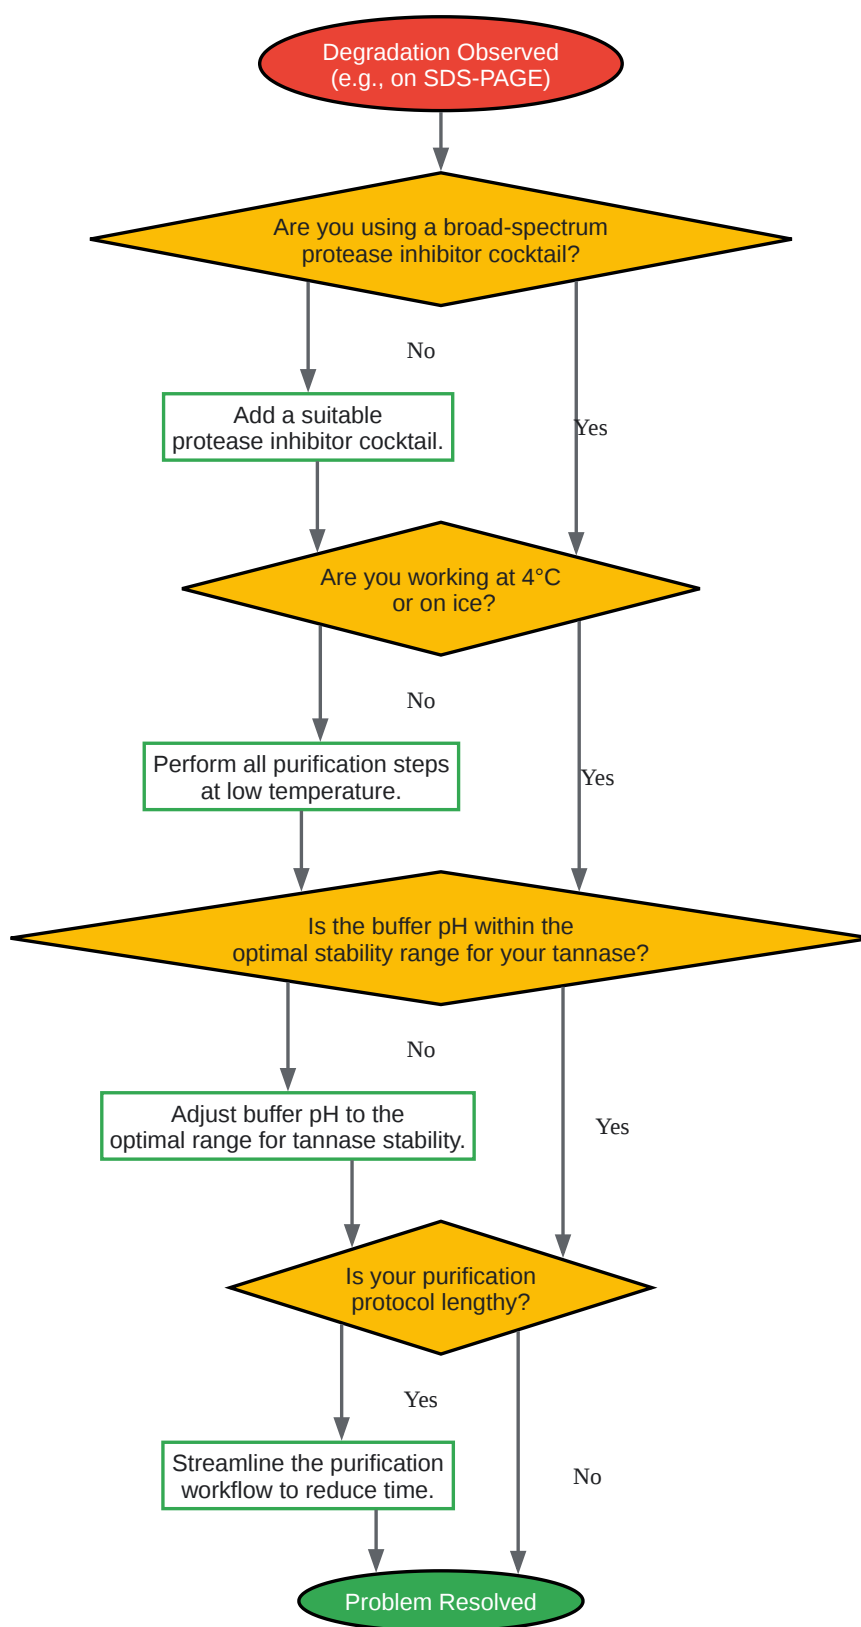 Degradation Observed
(e.g., on SDS-PAGE)
Are you using a broad-spectrum
protease inhibitor cocktail?
No
Add a suitable
protease inhibitor cocktail.
Yes
Are you working at 4°C
or on ice?
No
Perform all purification steps
at low temperature.
Yes
Is the buffer pH within the
optimal stability range for your tannase?
No
Adjust buffer pH to the
optimal range for tannase stability.
Yes
Is your purification
protocol lengthy?
Yes
Streamline the purification
workflow to reduce time.
No
Problem Resolved